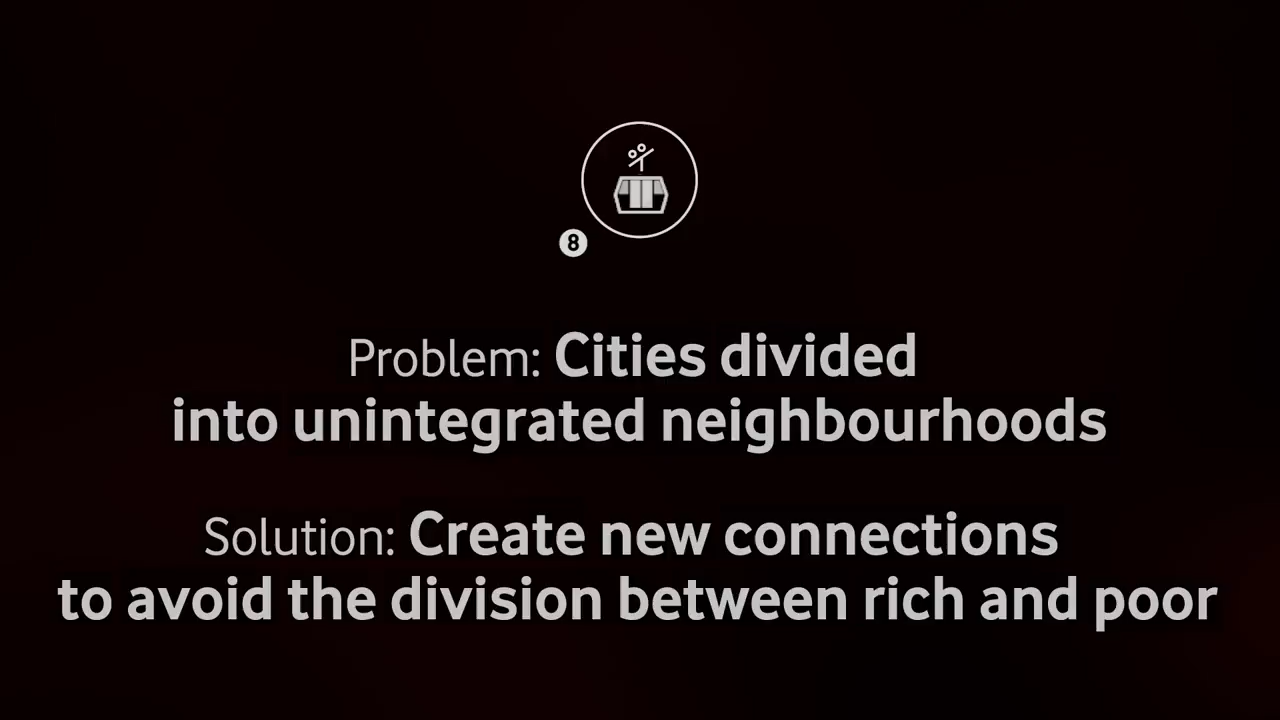 8
Problem: Cities divided
into unintegrated neighbourhoods
Solution: Create new connections
to avoid the division between rich and poor